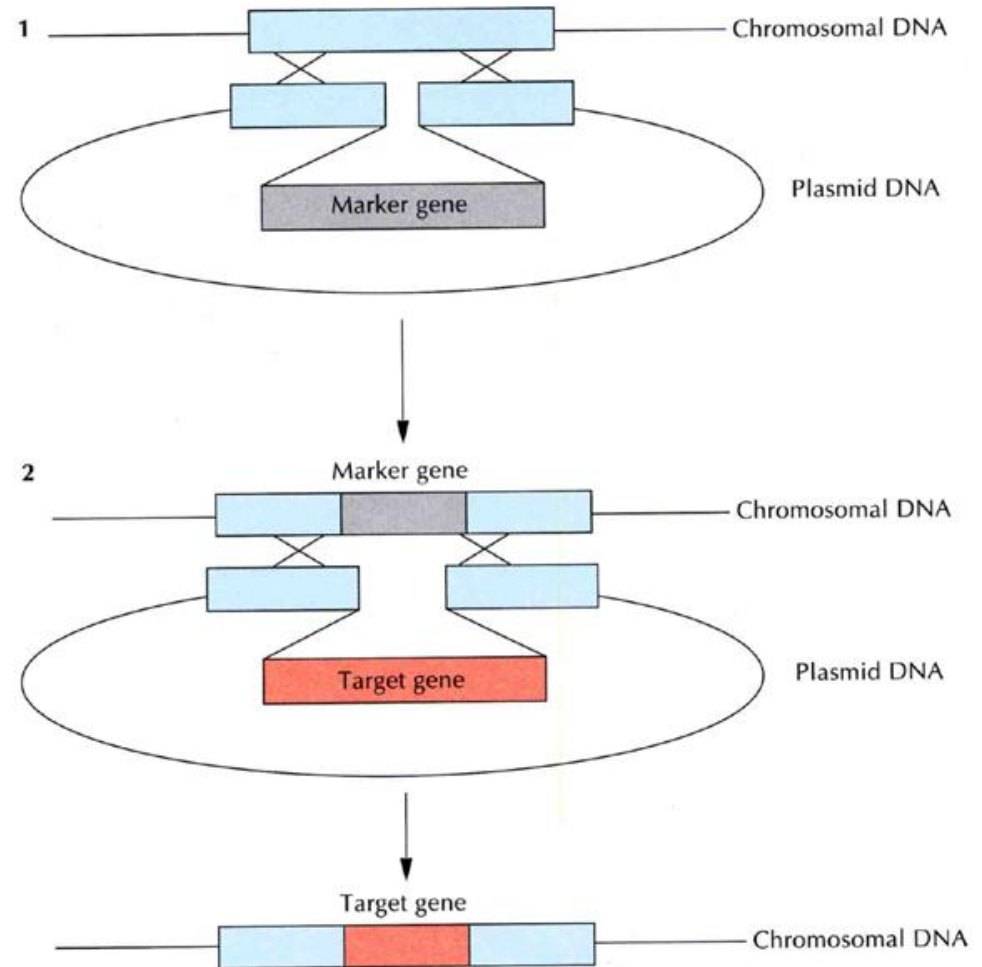 1
Chromosomal DNA
Marker gene
Plasmid DNA
2
Marker gene
Chromosomal DNA
Target gene
Plasmid DNA
Target gene
Chromosomal DNA